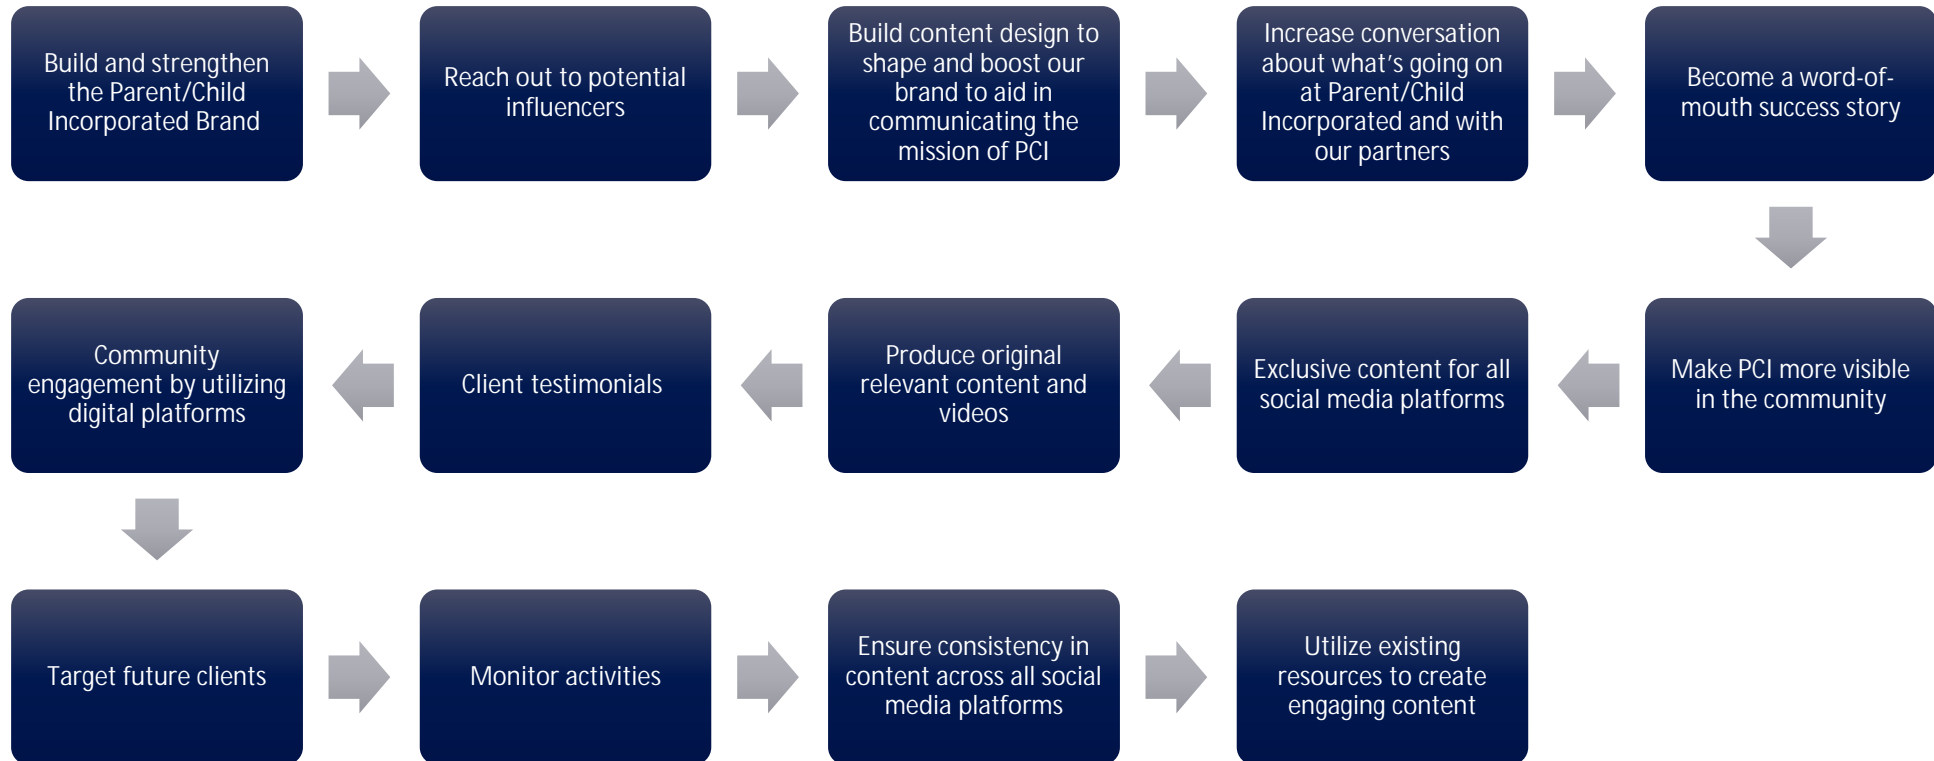 Build and strengthen
the Parent/Child
Incorporated Brand
Reach out to potential
influencers
Build content design to
shape and boost our
brand to aid in
communicating the
mission of PCI
Increase conversation
about what's going on
at Parent/Child
Incorporated and with
our partners
Become a word-of-
mouth success story
Make PCI more visible
in the community
Exclusive content for all
social media platforms
Produce original
relevant content and
videos
Client testimonials
Community
engagement by utilizing
digital platforms
Target future clients
Monitor activities
Ensure consistency in
content across all social
media platforms
Utilize existing
resources to create
engaging content